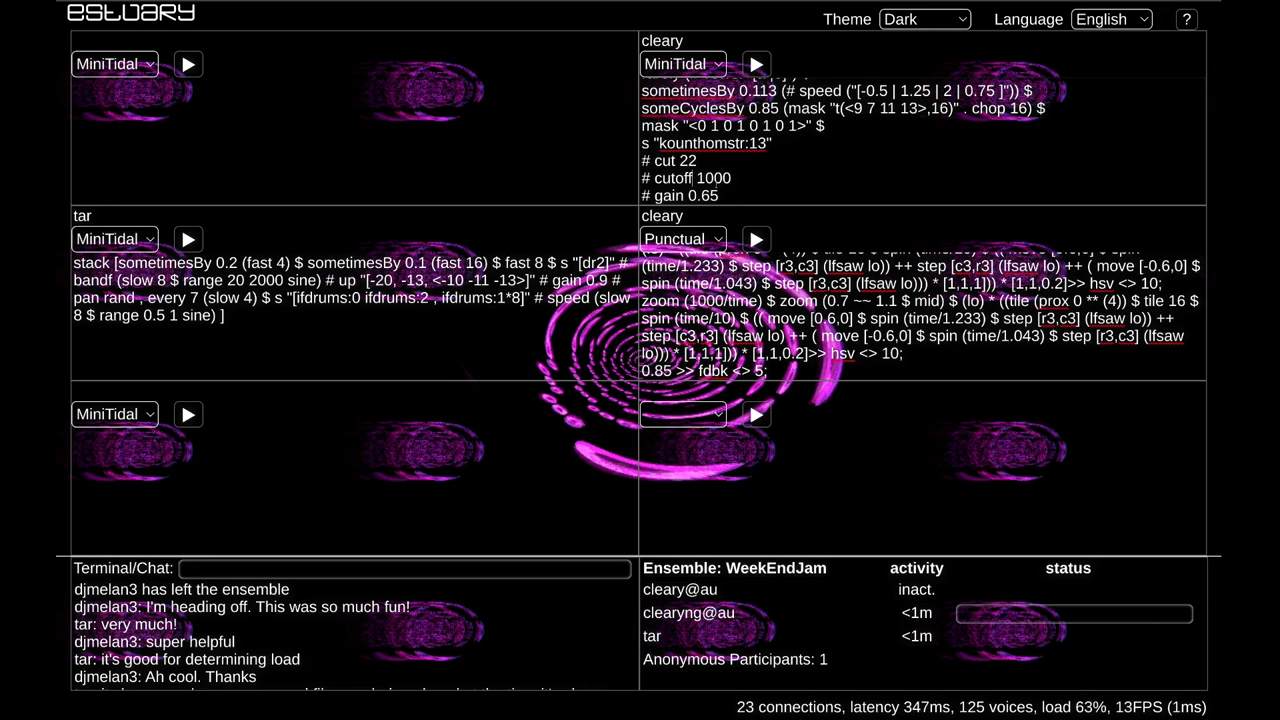 estuary
Theme Dark Language English ?
MiniTidal
cleary
MiniTidal
sometimesBy 0.113 (# speed ("[-0.5 | 1.25 | 2 | 0.75 ]")) $
someCyclesBy 0.85 (mask "t(<9 7 11 13>,16)" . chop 16) $
mask "<0 1 0 1 0 1 0 1>" $
s "kounthomstr:13"
# cut 22
# cutoff 1000
# gain 0.65
tar
MiniTidal
stack [sometimesBy 0.2 (fast 4) $ sometimesBy 0.1 (fast 16) $ fast 8 $ s "[dr2]" #
bandf (slow 8 $ range 20 2000 sine) # up "[-20, -13, <-10 -11 -13>]" # gain 0.9 #
pan rand , every 7 (slow 4) $ s "[ifdrums:0 ifdrums:2 , ifdrums:1*8]" # speed (slow
8 $ range 0.5 1 sine) ]
cleary
Punctual
(time/1.233) $ step [r3,c3] (lfsaw lo)) ++ step [c3,r3] (lfsaw lo) ++ ( move [-0.6,0] $
spin (time/1.043) $ step [r3,c3] (lfsaw lo))) * [1,1,1])) * [1,1,0.2]>> hsv <> 10;
zoom (1000/time) $ zoom (0.7 ~~ 1.1 $ mid) $ (lo) * ((tile (prox 0 ** (4)) $ tile 16 $
spin (time/10) $ (( move [0.6,0] $ spin (time/1.233) $ step [r3,c3] (lfsaw lo)) ++
step [c3,r3] (lfsaw lo) ++ ( move [-0.6,0] $ spin (time/1.043) $ step [r3,c3] (lfsaw
lo))) * [1,1,1])) * [1,1,0.2]>> hsv <> 10;
0.85 >> fdbk <> 5;
MiniTidal
Terminal/Chat:
djmelan3 has left the ensemble
djmelan3: I'm heading off. This was so much fun!
tar: very much!
djmelan3: super helpful
tar: it's good for determining load
djmelan3: Ah cool. Thanks
Ensemble: WeekEndJam activity status
cleary@au inact.
clearyng@au <1m
tar <1m
Anonymous Participants: 1
23 connections, latency 347ms, 125 voices, load 63%, 13FPS (1ms)